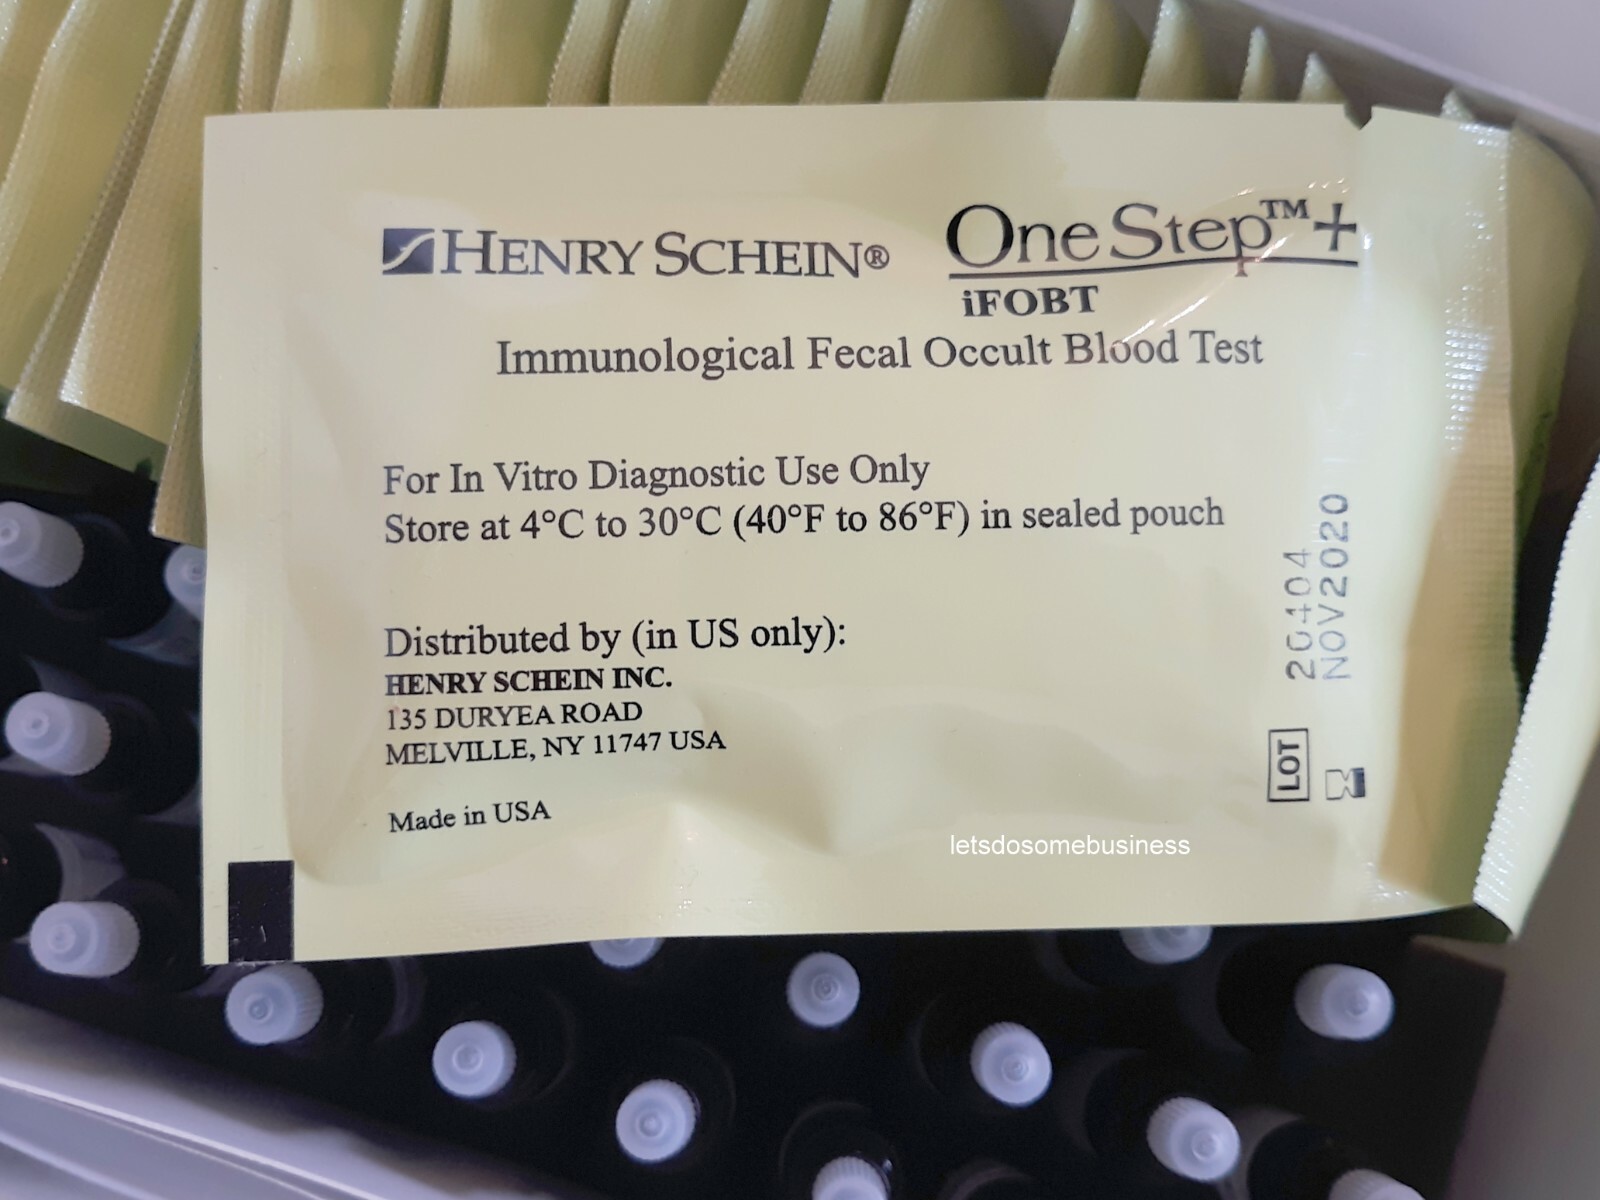 HENRY SCHEIN®
One Step™+
iFOBT
Immunological Fecal Occult Blood Test
For In Vitro Diagnostic Use Only
Store at 4°C to 30°C (40°F to 86°F) in sealed pouch
Distributed by (in US only):
HENRY SCHEIN INC.
135 DURYEA ROAD
MELVILLE, NY 11747 USA
Made in USA
LOT 20404
NOV2020
letsdosomebusiness